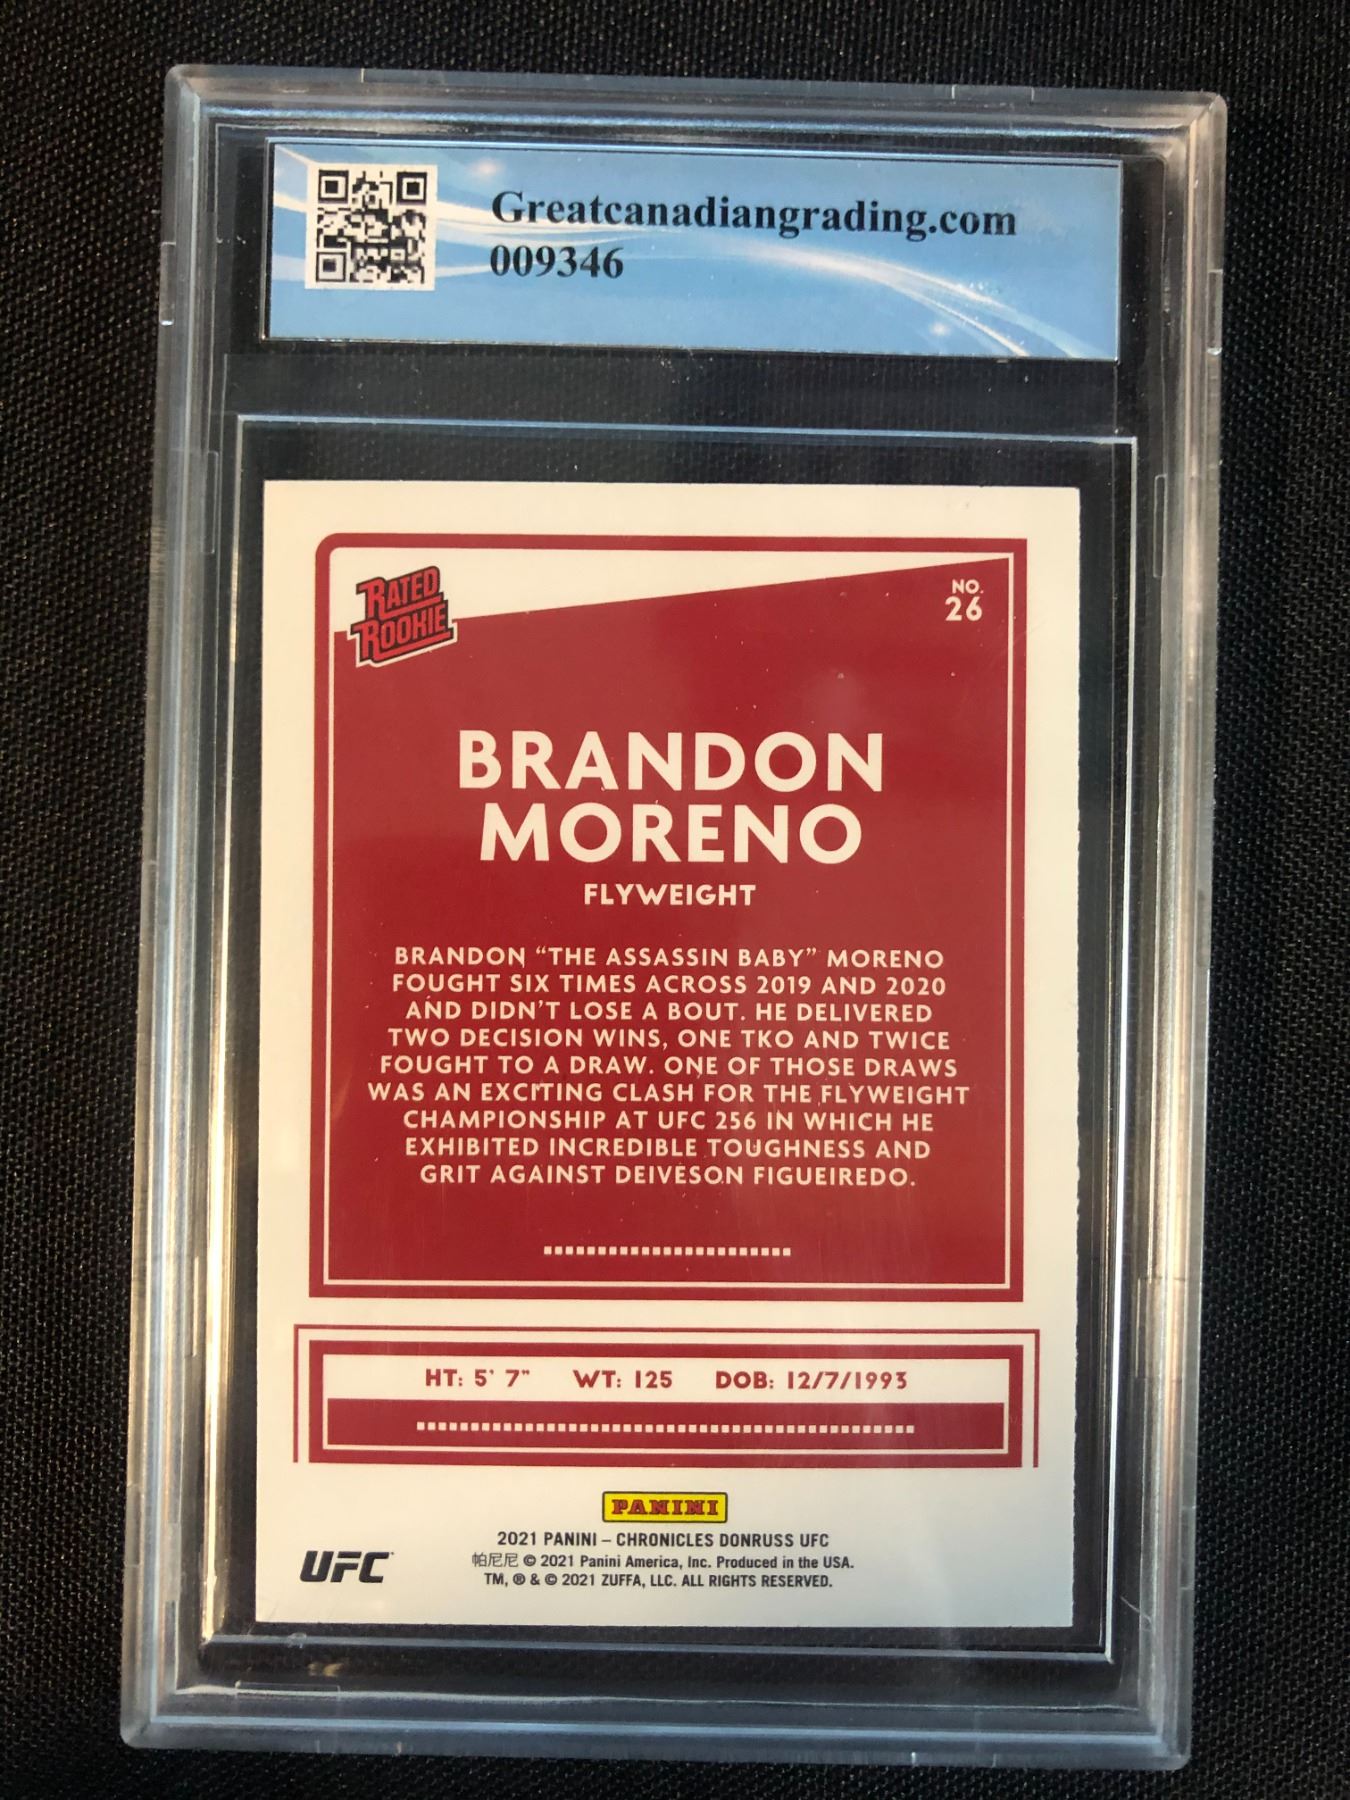 Greatcanadiangrading.com
009346
RATED
ROOKIE
NO.
26
BRANDON
MORENO
FLYWEIGHT
BRANDON “THE ASSASSIN BABY” MORENO
FOUGHT SIX TIMES ACROSS 2019 AND 2020
AND DIDN’T LOSE A BOUT. HE DELIVERED
TWO DECISION WINS, ONE TKO AND TWICE
FOUGHT TO A DRAW. ONE OF THOSE DRAWS
WAS AN EXCITING CLASH FOR THE FLYWEIGHT
CHAMPIONSHIP AT UFC 256 IN WHICH HE
EXHIBITED INCREDIBLE TOUGHNESS AND
GRIT AGAINST DEIVESON FIGUEIREDO.
HT: 5' 7" WT: 125 DOB: 12/7/1993
PANINI
2021 PANINI – CHRONICLES DONRUSS UFC
帕尼尼 © 2021 Panini America, Inc. Produced in the USA.
TM, ® & © 2021 ZUFFA, LLC. ALL RIGHTS RESERVED.
UFC